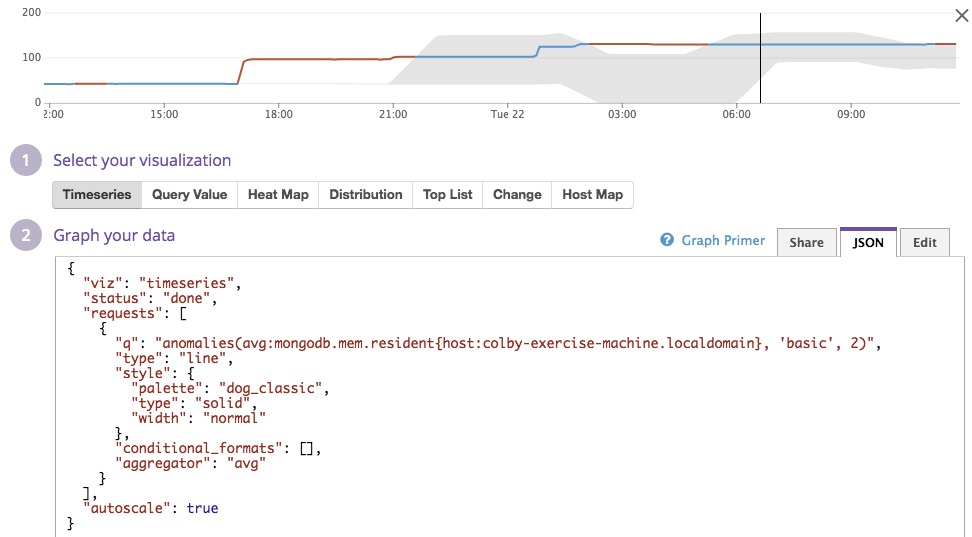 200
100
0
2:00 15:00 18:00 21:00 Tue 22 03:00 06:00 09:00
1 Select your visualization
Timeseries Query Value Heat Map Distribution Top List Change Host Map
2 Graph your data
? Graph Primer Share JSON Edit
{
"viz": "timeseries",
"status": "done",
"requests": [
{
"q": "anomalies(avg:mongodb.mem.resident{host:colby-exercise-machine.localdomain}, 'basic', 2)",
"type": "line",
"style": {
"palette": "dog_classic",
"type": "solid",
"width": "normal"
},
"conditional_formats": [],
"aggregator": "avg"
}
],
"autoscale": true
}